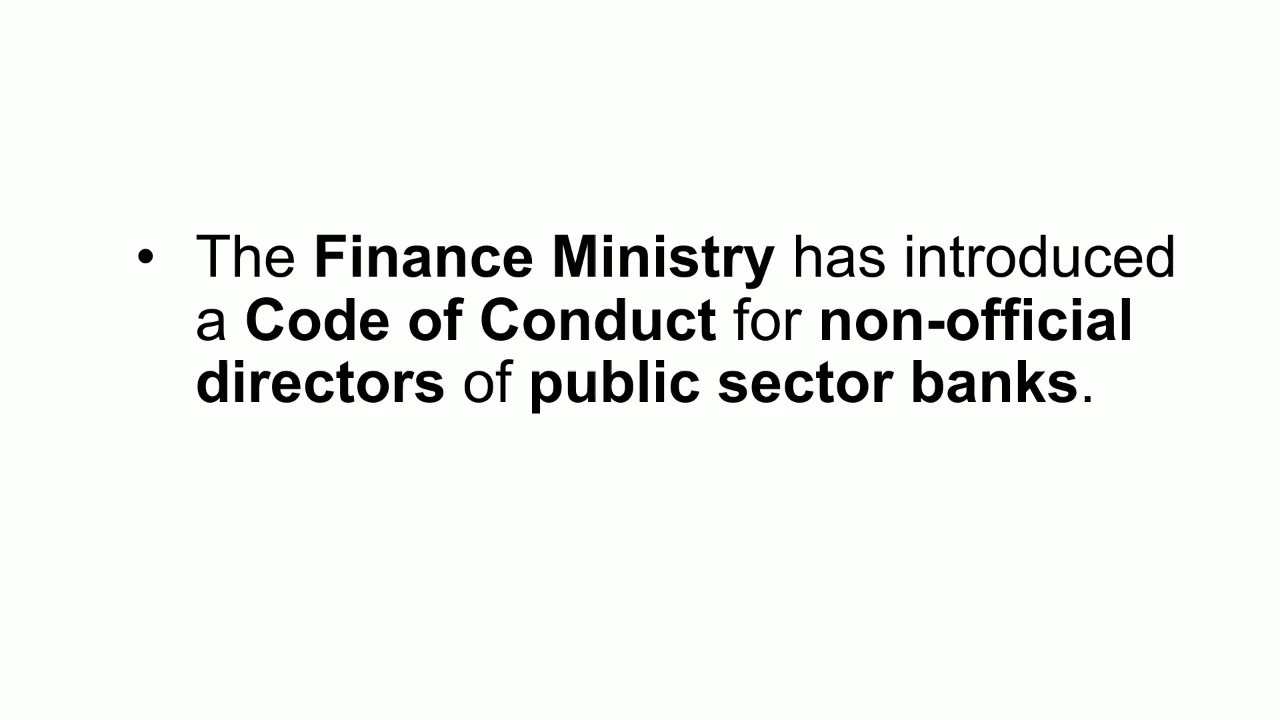 • The Finance Ministry has introduced
a Code of Conduct for non-official
directors of public sector banks.